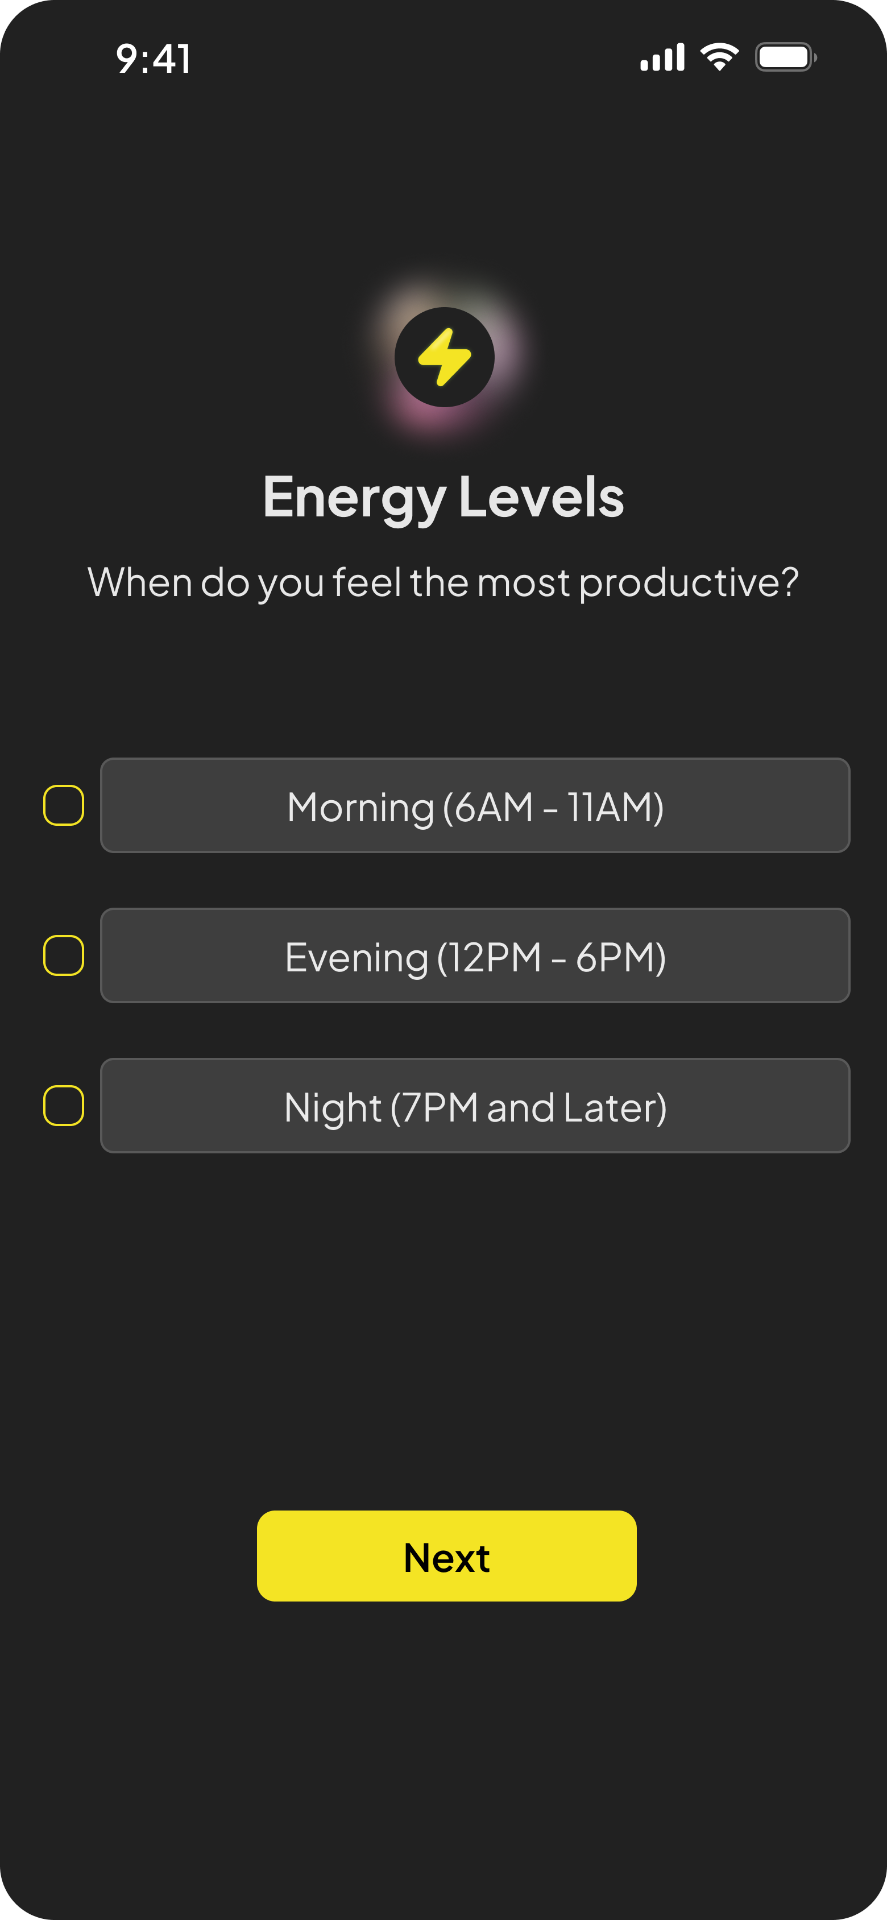 9:41
Energy Levels
When do you feel the most productive?
Morning (6AM - 11AM)
Evening (12PM - 6PM)
Night (7PM and Later)
Next